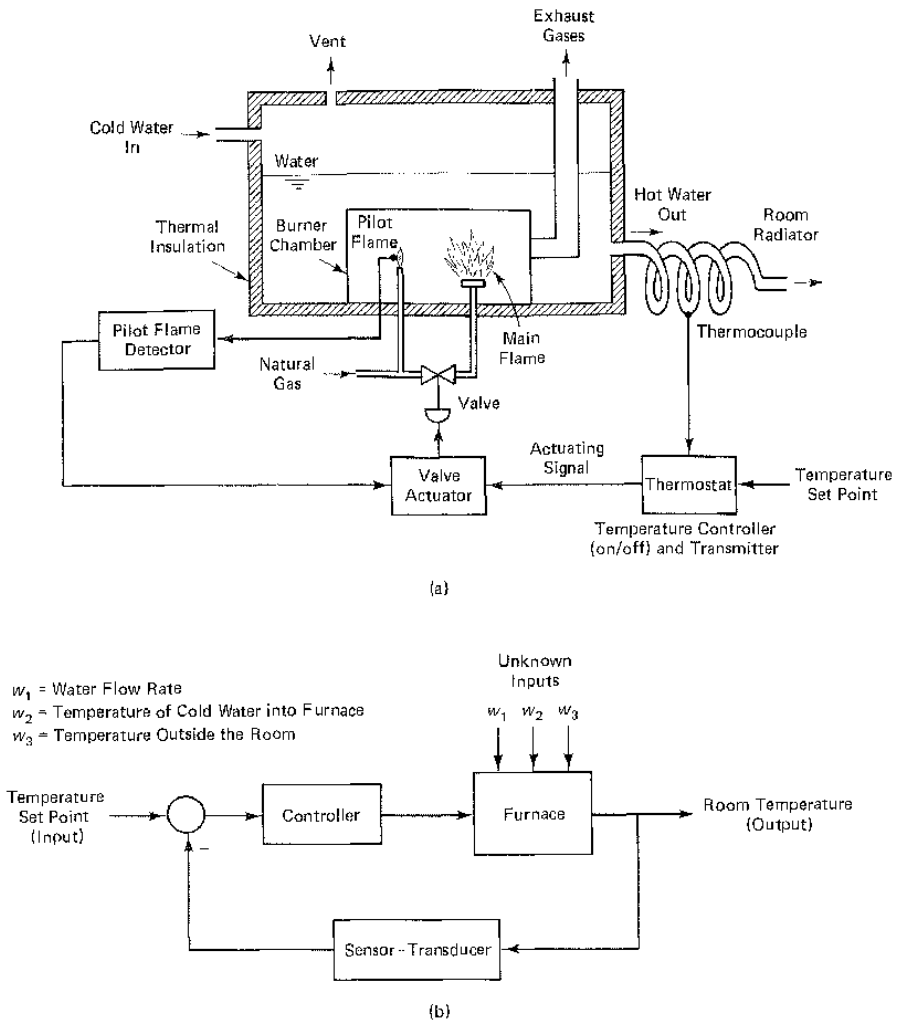 Exhaust
Gases
Vent
Cold Water
In
Water
Hot Water
Out
Room
Radiator
Thermal
Insulation
Burner
Chamber
Pilot
Flame
Thermocouple
Main
Flame
Pilot Flame
Detector
Natural
Gas
Valve
Actuating
Signal
Valve
Actuator
Thermostat
Temperature
Set Point
Temperature Controller
(on/off) and Transmitter
(a)
Unknown
Inputs
w₁ = Water Flow Rate
w₂ = Temperature of Cold Water into Furnace
w₃ = Temperature Outside the Room
w₁ w₂ w₃
Temperature
Set Point
(Input)
Controller
Furnace
Room Temperature
(Output)
−
Sensor-Transducer
(b)